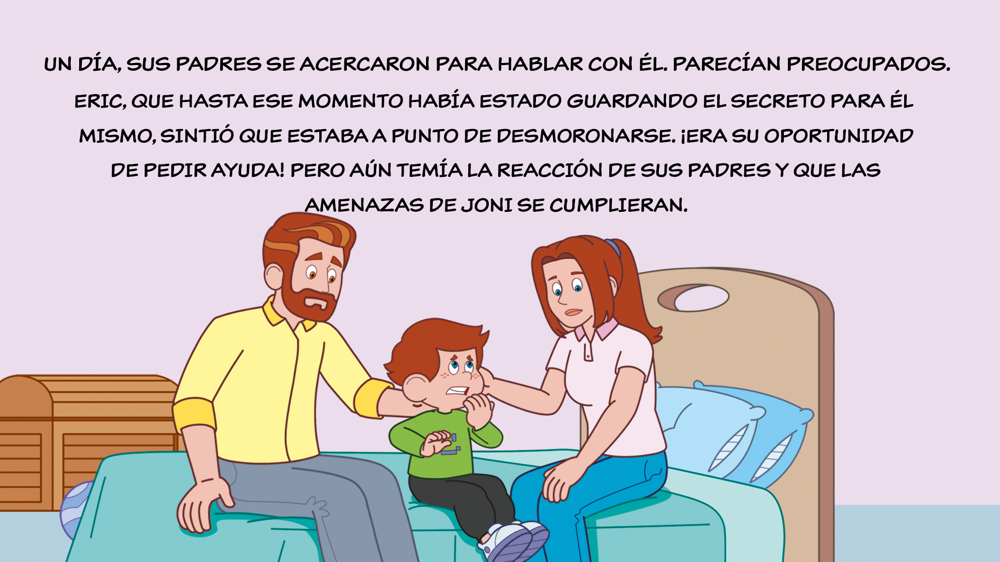 UN DÍA, SUS PADRES SE ACERCARON PARA HABLAR CON ÉL. PARECÍAN PREOCUPADOS.
ERIC, QUE HASTA ESE MOMENTO HABÍA ESTADO GUARDANDO EL SECRETO PARA ÉL
MISMO, SINTIÓ QUE ESTABA A PUNTO DE DESMORONARSE. ¡ERA SU OPORTUNIDAD
DE PEDIR AYUDA! PERO AÚN TEMÍA LA REACCIÓN DE SUS PADRES Y QUE LAS
AMENAZAS DE JONI SE CUMPLIERAN.